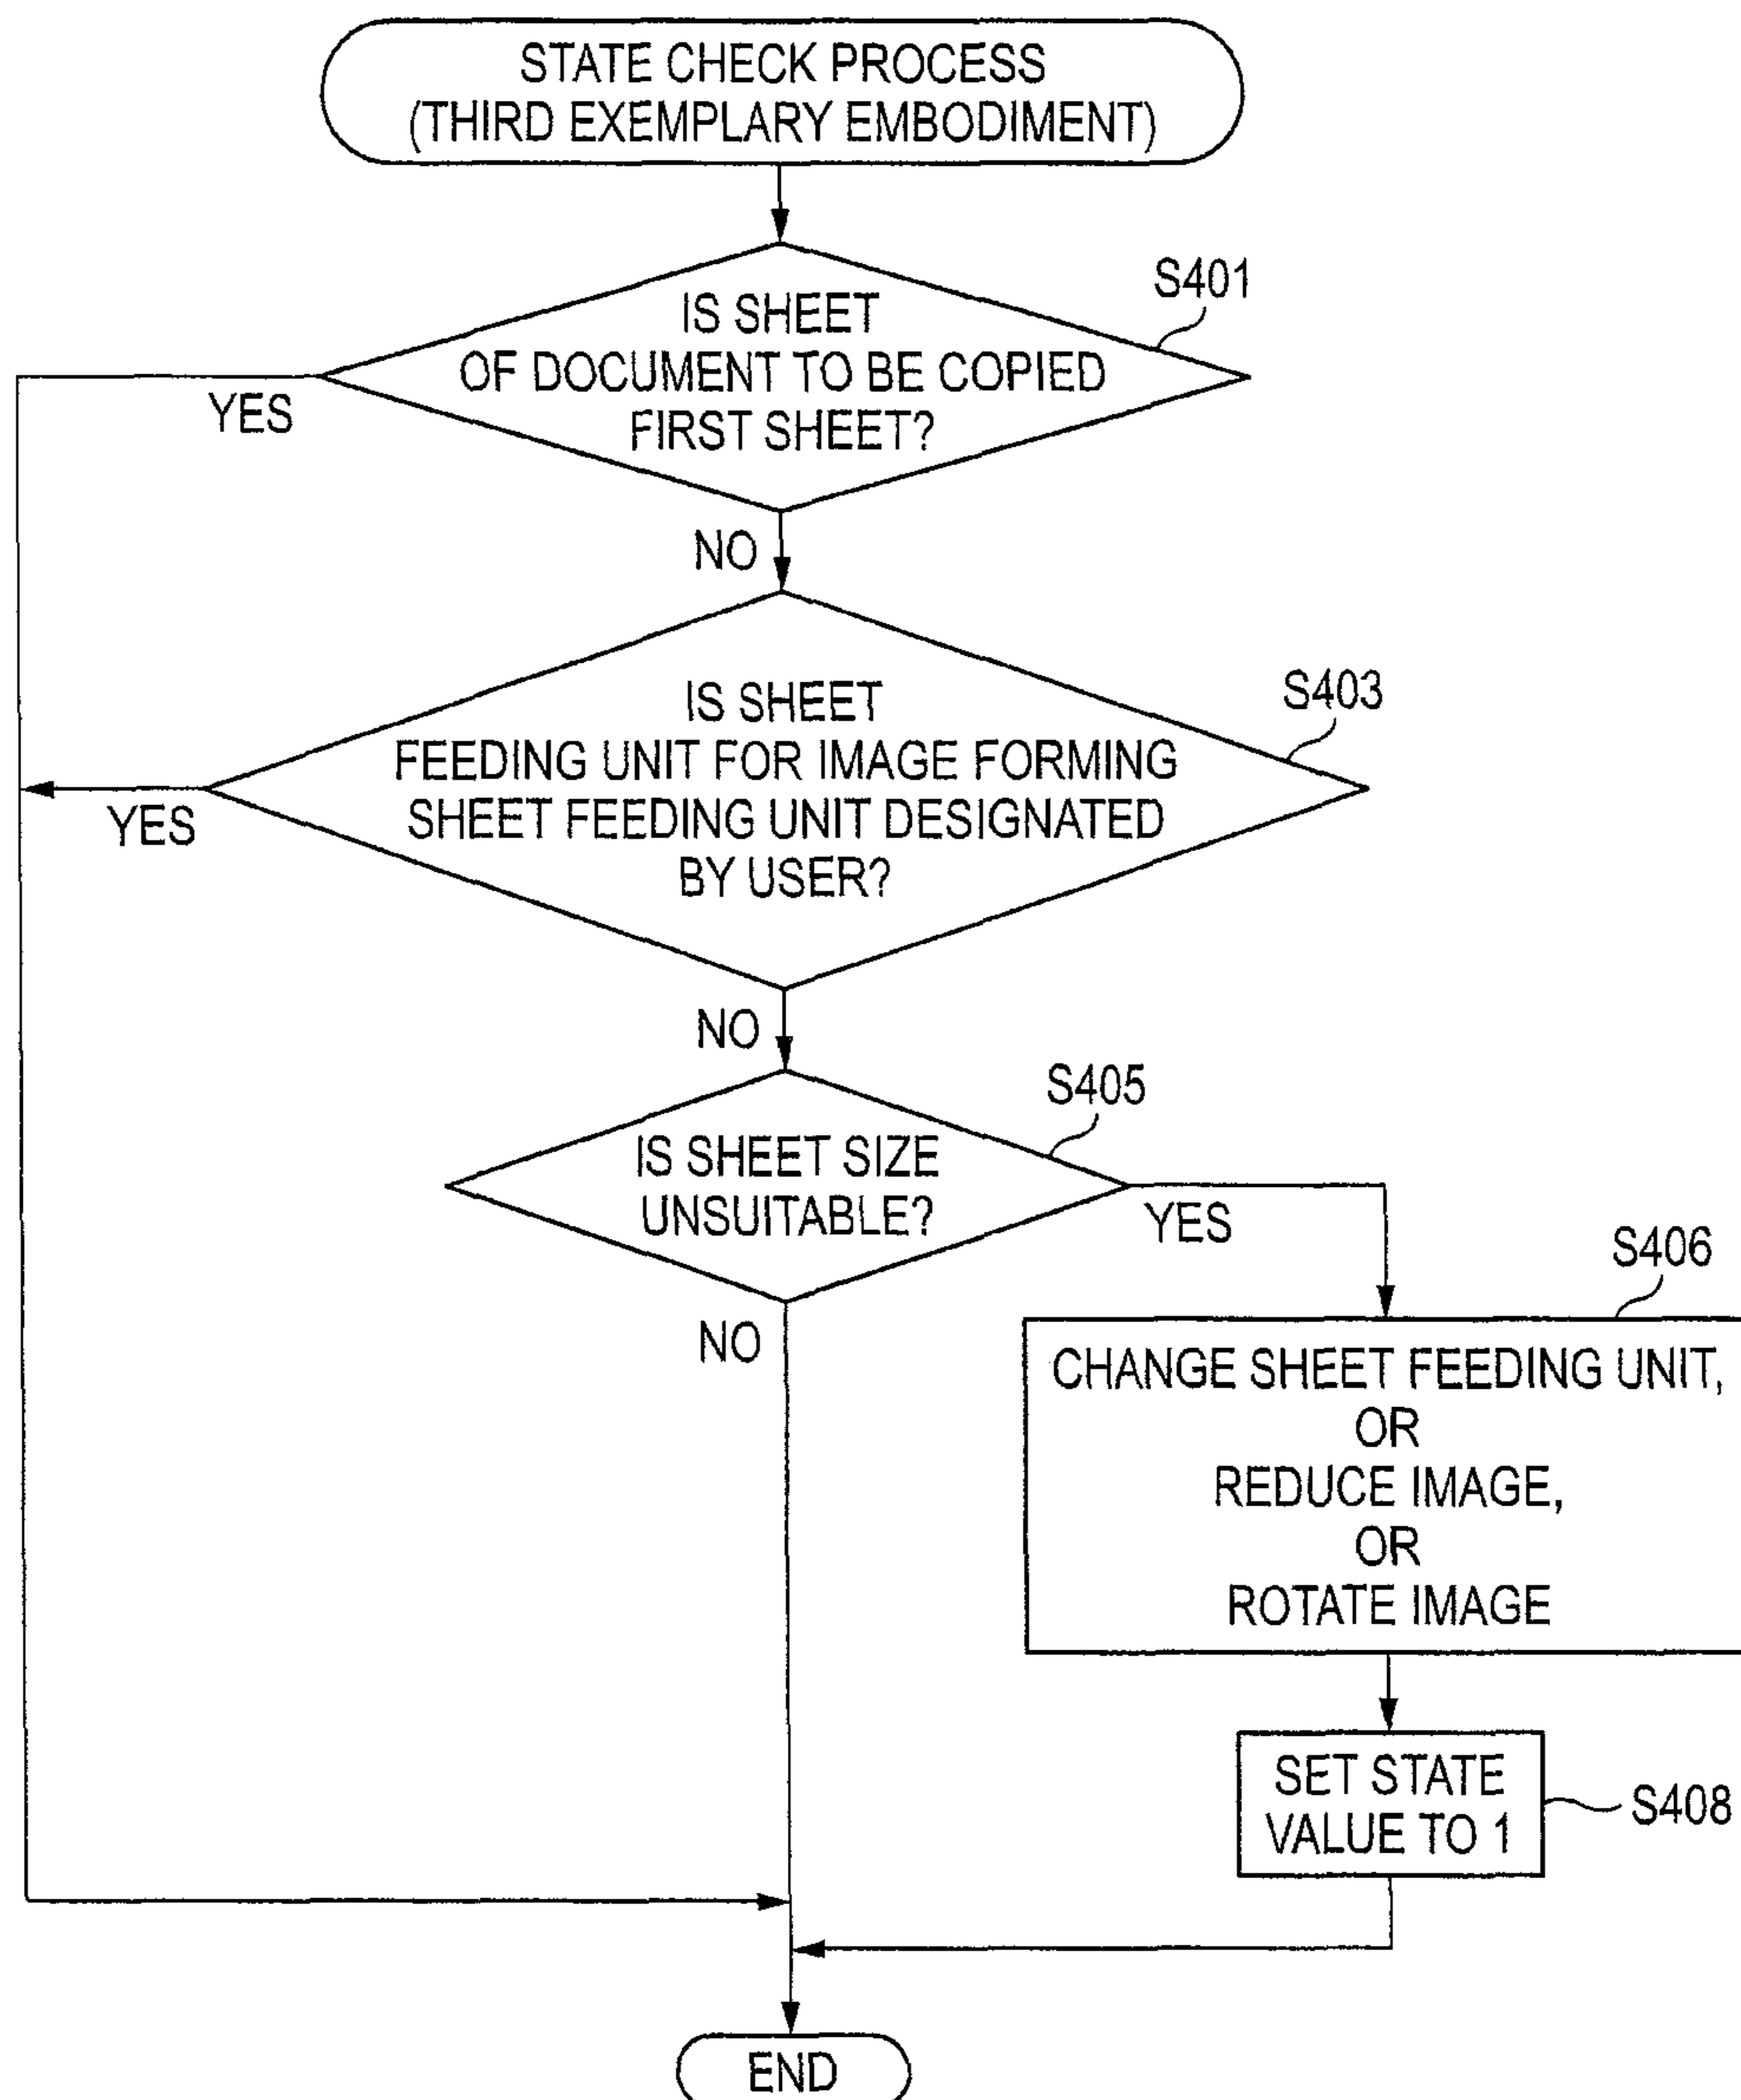 STATE CHECK PROCESS
(THIRD EXEMPLARY EMBODIMENT)
S401
IS SHEET
OF DOCUMENT TO BE COPIED
FIRST SHEET?
YES
NO
S403
IS SHEET
FEEDING UNIT FOR IMAGE FORMING
SHEET FEEDING UNIT DESIGNATED
BY USER?
YES
NO
S405
IS SHEET SIZE
UNSUITABLE?
YES
NO
S406
CHANGE SHEET FEEDING UNIT,
OR
REDUCE IMAGE,
OR
ROTATE IMAGE
SET STATE
VALUE TO 1
S408
END